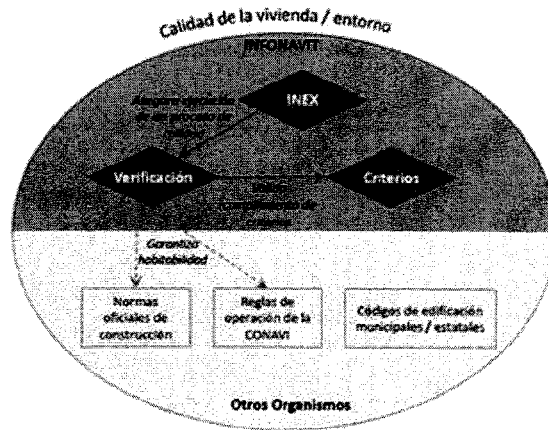 Calidad de la vivienda / entorno
INFONAVIT
INEX
Verificación
Criterios
Garantiza
habitabilidad
Normas
oficiales de
construcción
Reglas de
operación de la
CONAVI
Códigos de edificación
municipales / estatales
Otros Organismos